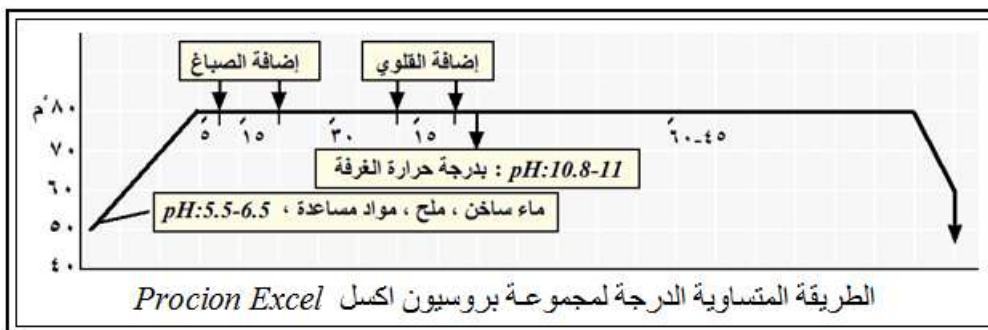 إضافة الصباغ
إضافة القلوي
٨٠ْم
٧٠
٦٠
٥٠
٤٠
٥َ
١٥َ
٣٠َ
١٥َ
٤٥-٦٠َ
pH:10.8-11 : بدرجة حرارة الغرفة
ماء ساخن ، ملح ، مواد مساعدة ، pH:5.5-6.5
الطريقة المتساوية الدرجة لمجموعة بروسيون اكسل Procion Excel